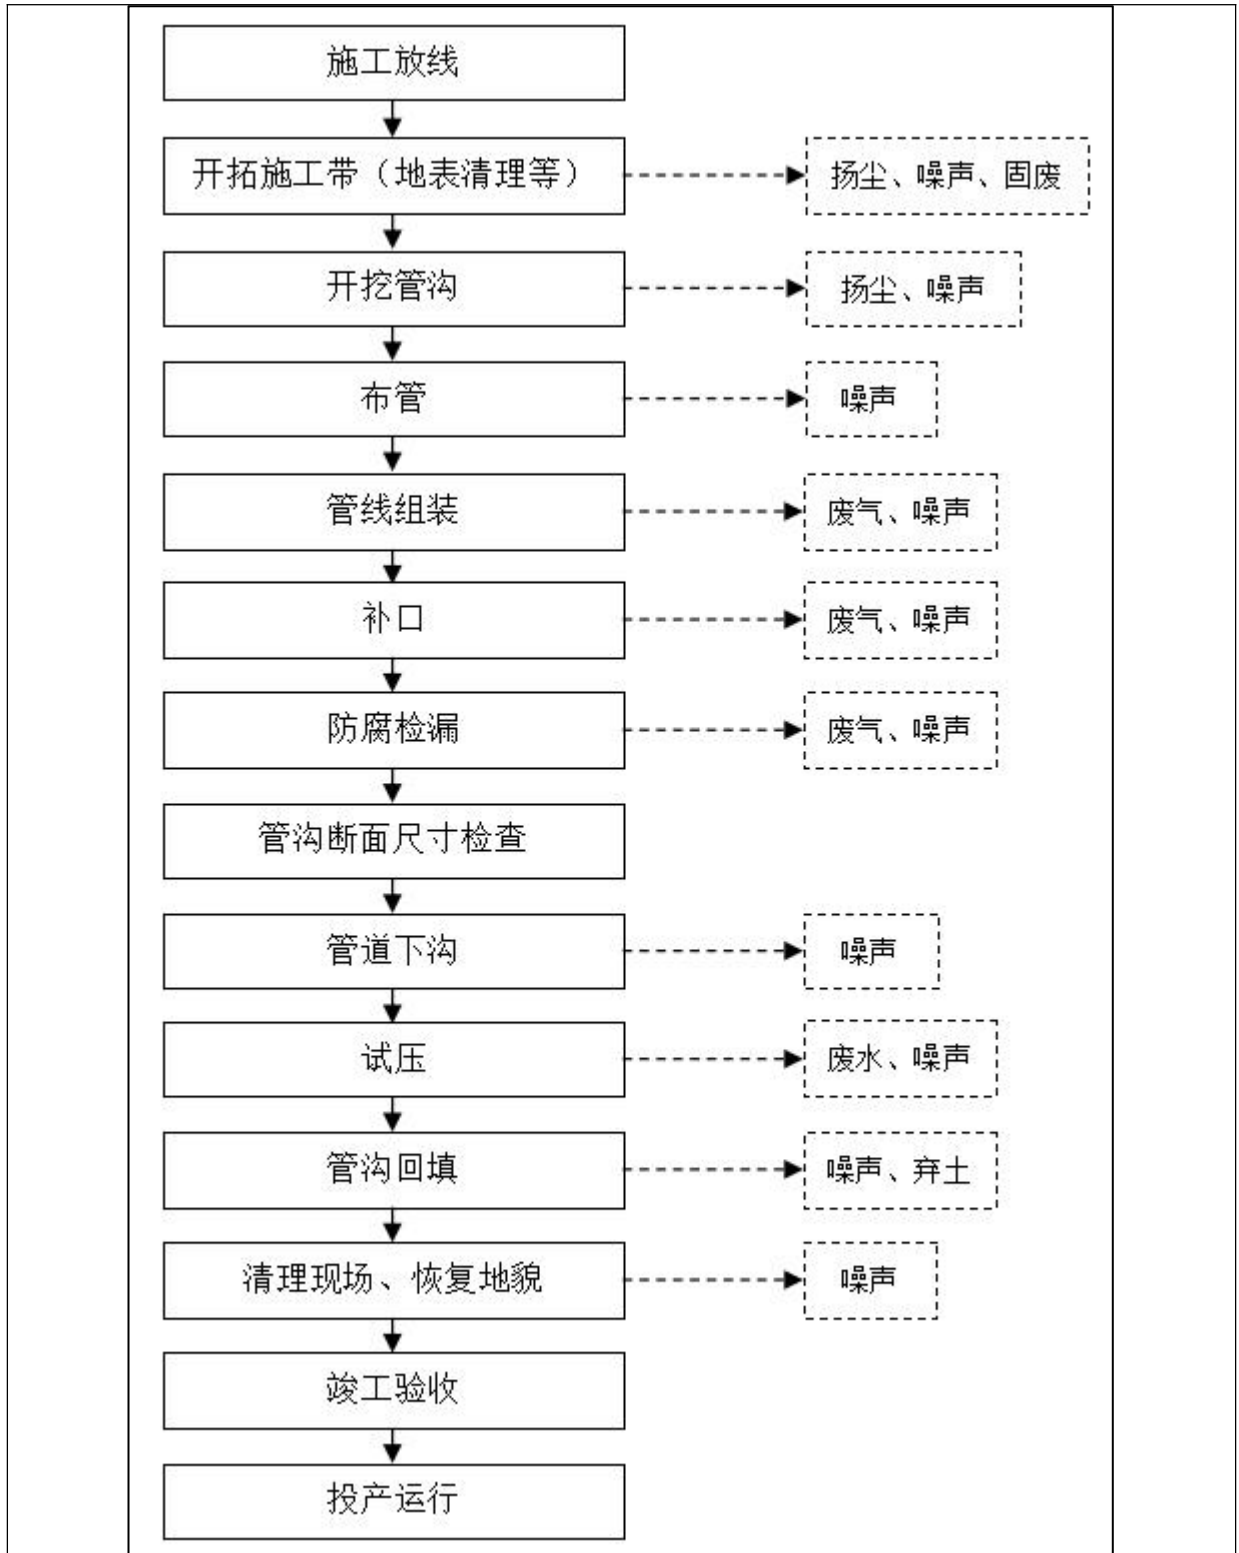 施工放线
开拓施工带（地表清理等）
扬尘、噪声、固废
开挖管沟
扬尘、噪声
布管
噪声
管线组装
废气、噪声
补口
废气、噪声
防腐检漏
废气、噪声
管沟断面尺寸检查
管道下沟
噪声
试压
废水、噪声
管沟回填
噪声、弃土
清理现场、恢复地貌
噪声
竣工验收
投产运行